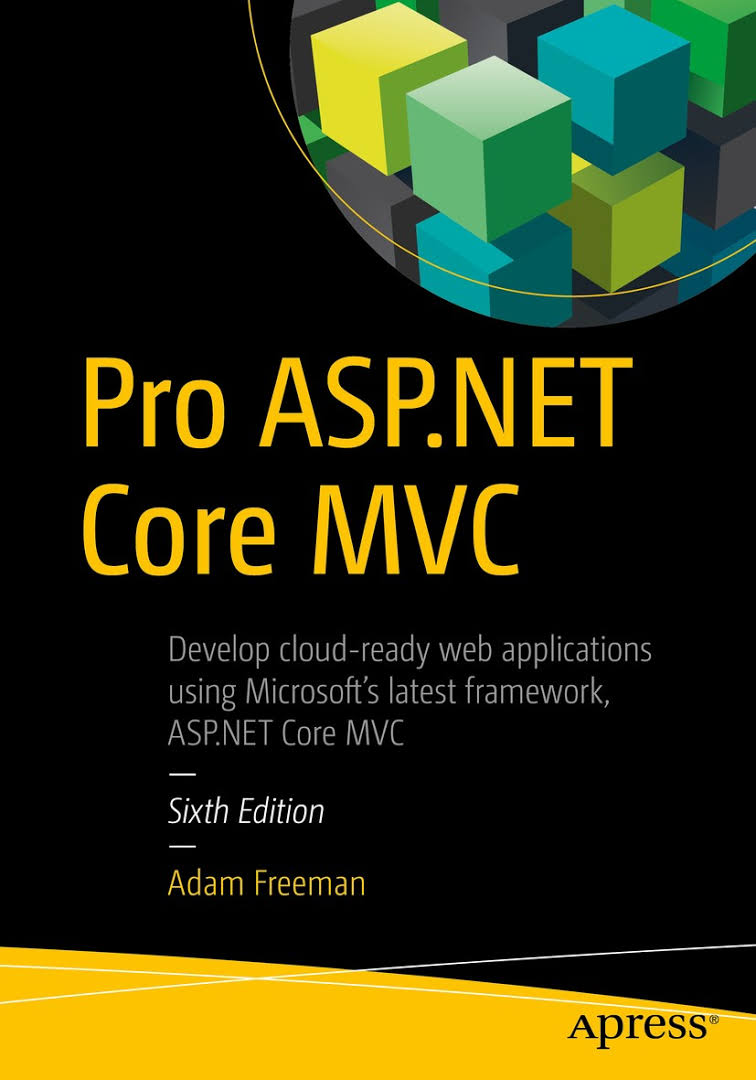 Pro ASP.NET
Core MVC
Develop cloud-ready web applications
using Microsoft’s latest framework,
ASP.NET Core MVC
—
Sixth Edition
—
Adam Freeman
Apress®